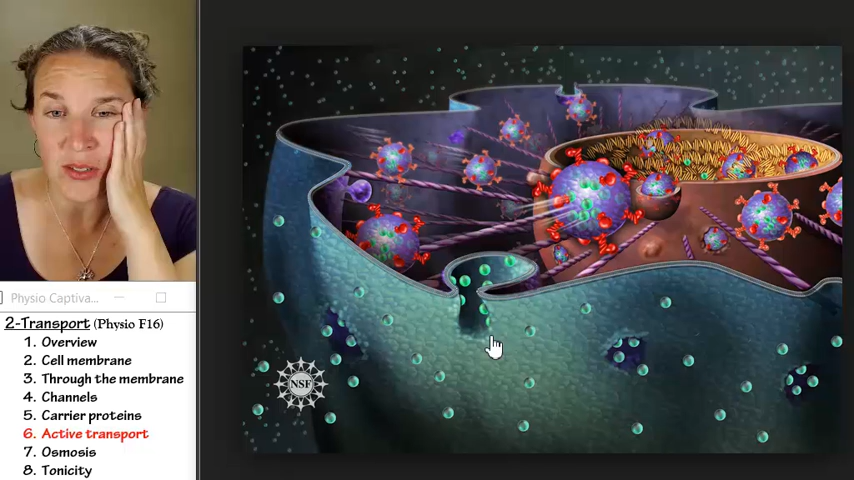 Physio Captiva...
2-Transport (Physio F16)
1. Overview
2. Cell membrane
3. Through the membrane
4. Channels
5. Carrier proteins
6. Active transport
7. Osmosis
8. Tonicity
NSF